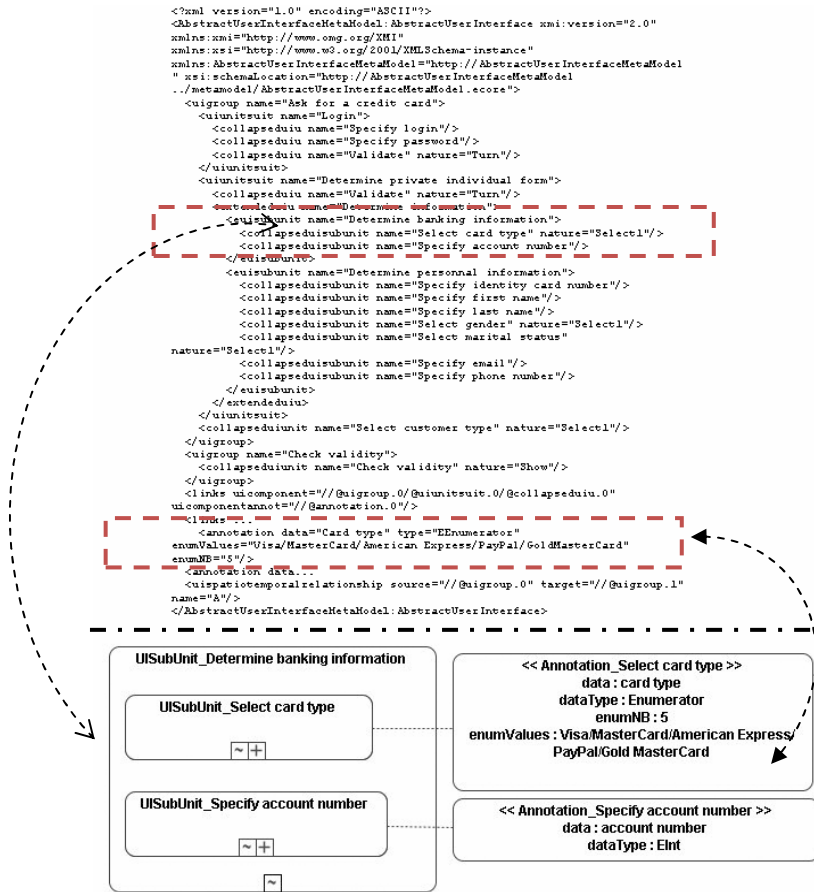 <?xml version="1.0" encoding="ASCII"?>
<AbstractUserInterfaceMetaModel:AbstractUserInterface xmi:version="2.0"
xmlns:xmi="http://www.omg.org/XMI"
xmlns:xsi="http://www.w3.org/2001/XMLSchema-instance"
xmlns:AbstractUserInterfaceMetaModel="http://AbstractUserInterfaceMetaModel
" xsi:schemaLocation="http://AbstractUserInterfaceMetaModel
../metamodel/AbstractUserInterfaceMetaModel.ecore">
<uigroup name="Ask for a credit card">
<uiunitsuit name="Login">
<collapseduiu name="Specify login"/>
<collapseduiu name="Specify password"/>
<collapseduiu name="Validate" nature="Turn"/>
</uiunitsuit>
<uiunitsuit name="Determine private individual form">
<collapseduiu name="Validate" nature="Turn"/>
<extendeduiu name="Determine information">
<euisubunit name="Determine banking information">
<collapseduisubunit name="Select card type" nature="Select1"/>
<collapseduisubunit name="Specify account number"/>
</euisubunit>
<euisubunit name="Determine personnal information">
<collapseduisubunit name="Specify identity card number"/>
<collapseduisubunit name="Specify first name"/>
<collapseduisubunit name="Specify last name"/>
<collapseduisubunit name="Select gender" nature="Select1"/>
<collapseduisubunit name="Select marital status"
nature="Select1"/>
<collapseduisubunit name="Specify email"/>
<collapseduisubunit name="Specify phone number"/>
</euisubunit>
</extendeduiu>
</uiunitsuit>
<collapseduiunit name="Select customer type" nature="Select1"/>
</uigroup>
<uigroup name="Check validity">
<collapseduiunit name="Check validity" nature="Show"/>
</uigroup>
<links uicomponent="//@uigroup.0/@uiunitsuit.0/@collapseduiu.0"
uicomponentannot="//@annotation.0"/>
<links ...
<annotation data="Card type" type="EEnumerator"
enumValues="Visa/MasterCard/American Express/PayPal/GoldMasterCard"
enumNB="5"/>
<annotation data...
<uispatiotemporalrelationship source="//@uigroup.0" target="//@uigroup.1"
name="A"/>
</AbstractUserInterfaceMetaModel:AbstractUserInterface>
UISubUnit_Determine banking information
UISubUnit_Select card type
~ +
UISubUnit_Specify account number
~ +
~
<< Annotation_Select card type >>
data : card type
dataType : Enumerator
enumNB : 5
enumValues : Visa/MasterCard/American Express/
PayPal/Gold MasterCard
<< Annotation_Specify account number >>
data : account number
dataType : EInt